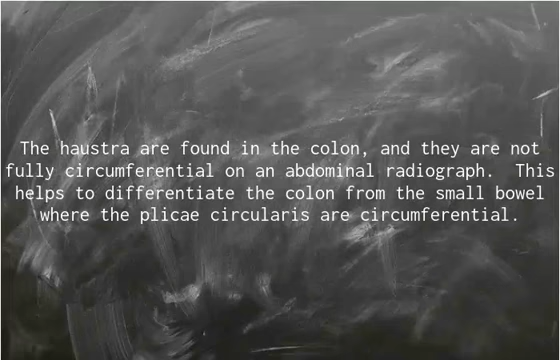 The haustra are found in the colon, and they are not
fully circumferential on an abdominal radiograph.  This
helps to differentiate the colon from the small bowel
where the plicae circularis are circumferential.